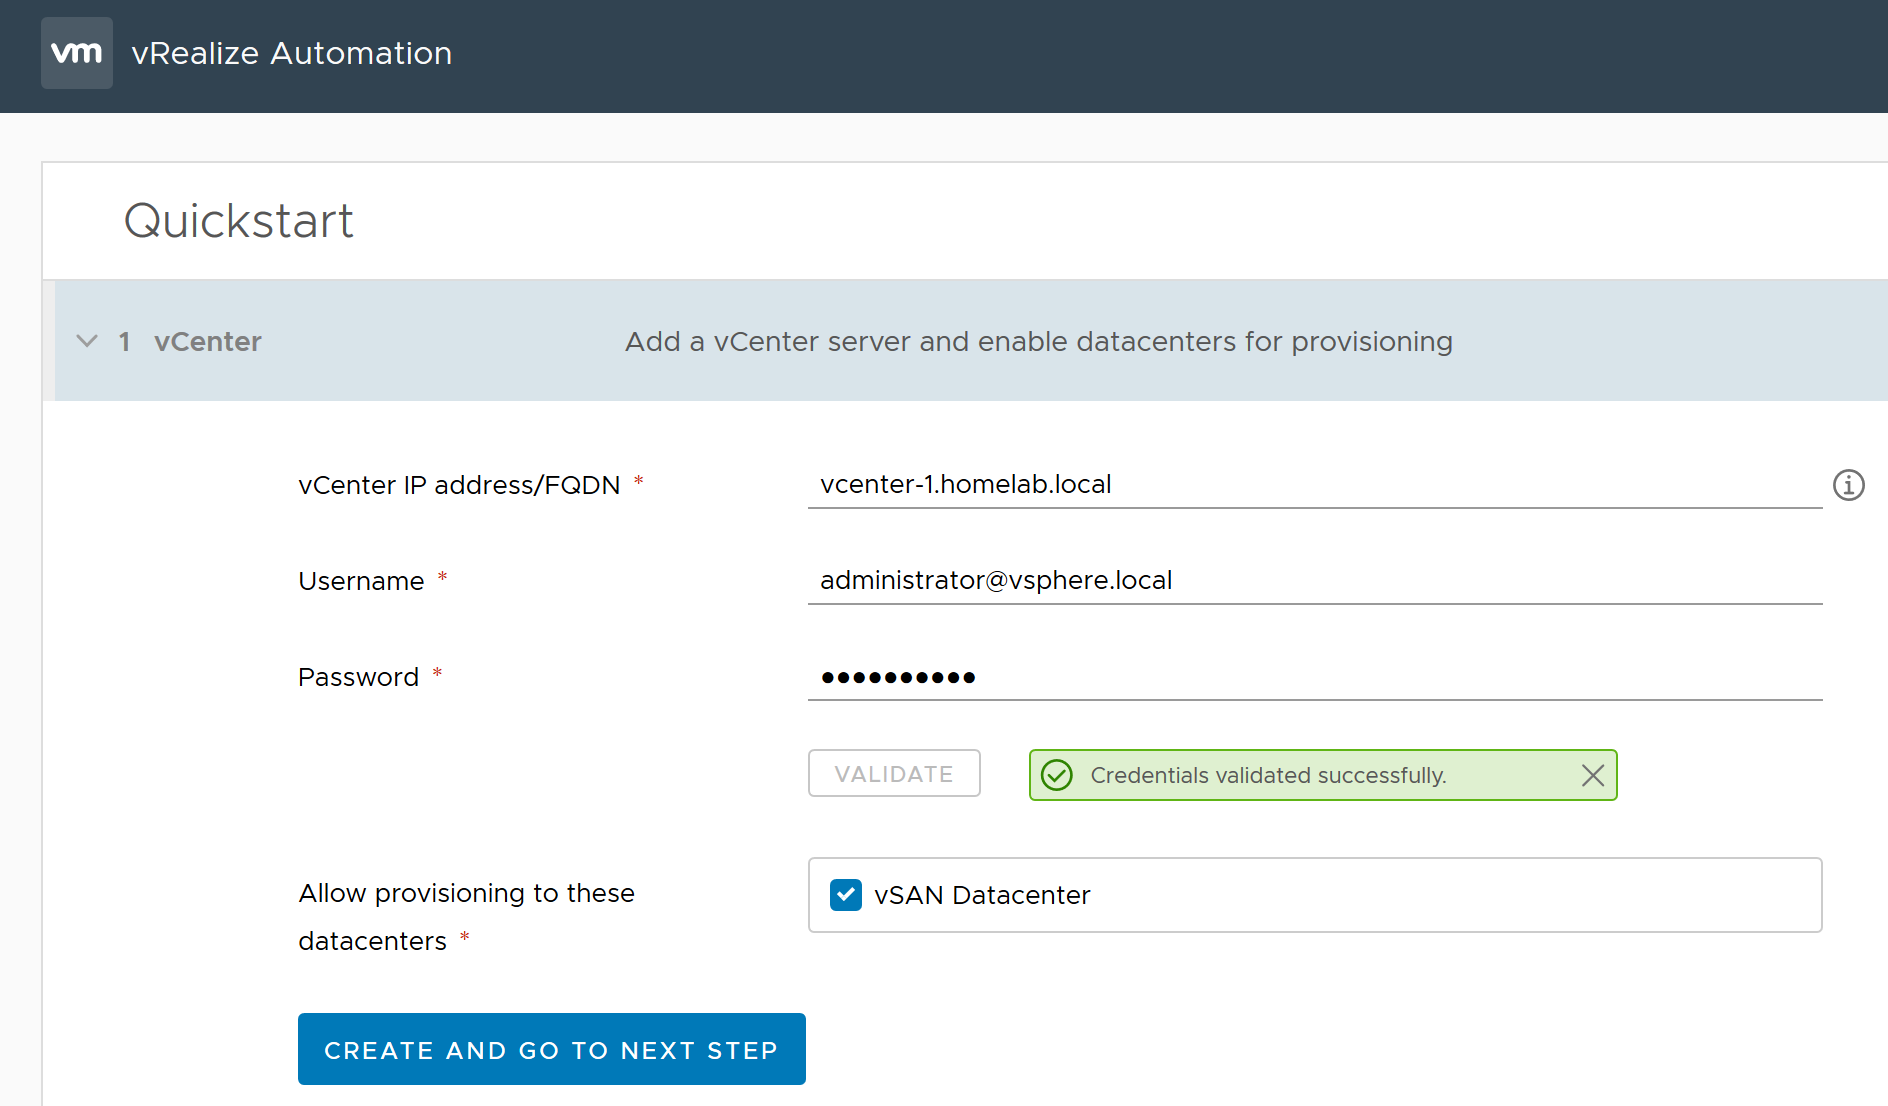 vm vRealize Automation
Quickstart
1 vCenter Add a vCenter server and enable datacenters for provisioning
vCenter IP address/FQDN * vcenter-1.homelab.local
Username * administrator@vsphere.local
Password * ••••••••••
VALIDATE Credentials validated successfully.
Allow provisioning to these
datacenters *
vSAN Datacenter
CREATE AND GO TO NEXT STEP